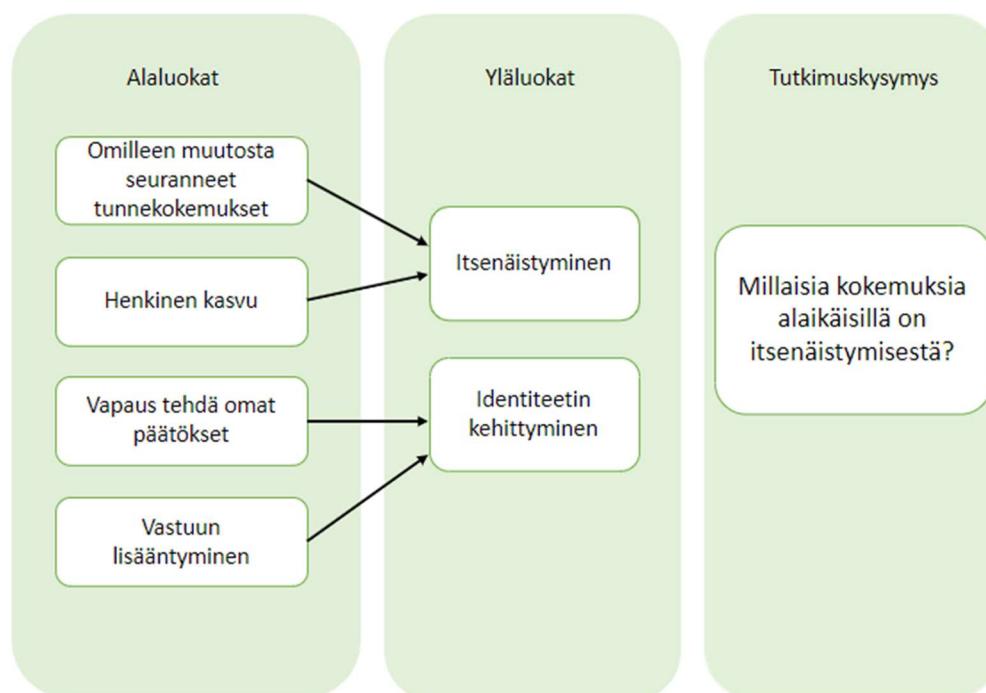 Alaluokat
Omilleen muutosta
seuranneet
tunnekokemukset
Henkinen kasvu
Vapaus tehdä omat
päätökset
Vastuun
lisääntyminen
Yläluokat
Itsenäistyminen
Identiteetin
kehittyminen
Tutkimuskysymys
Millaisia kokemuksia
alaikäisillä on
itsenäistymisestä?